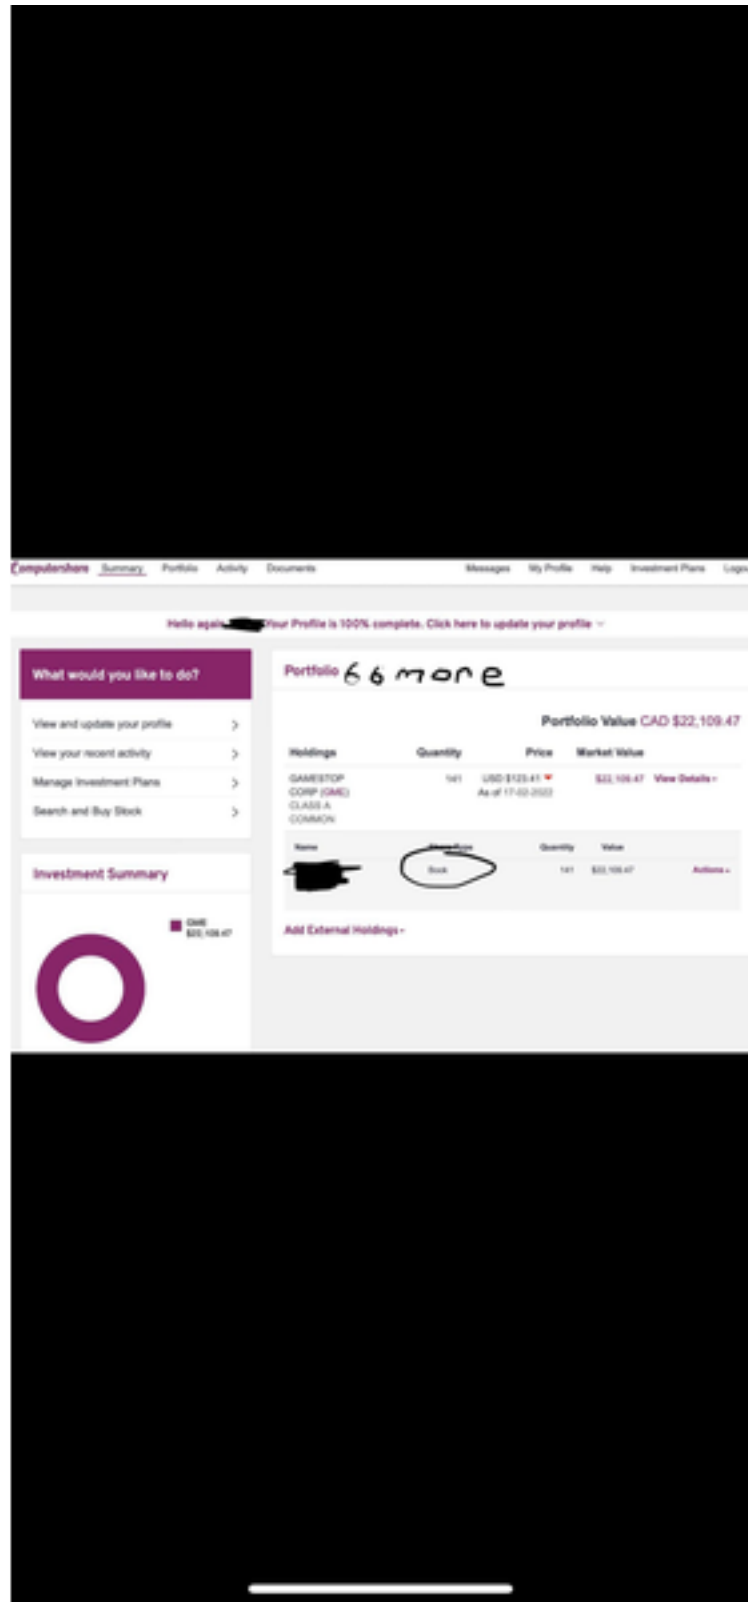 Computershare Summary Portfolio Activity Documents Messages My Profile Help Investment Plans
Hello again Your Profile is 100% complete. Click here to update your profile
What would you like to do?
View and update your profile
View your recent activity
Manage Investment Plans
Search and Buy Stock
Investment Summary
GME
$22,109.47
Portfolio 66 more
Portfolio Value CAD $22,109.47
Holdings Quantity Price Market Value
GAMESTOP 141 USD $123.41 $22,109.47 View Details
CORP (GME) As of 17-02-2022
CLASS A
COMMON
Name Quantity Value
Book 141 $22,109.47 Actions
Add External Holdings